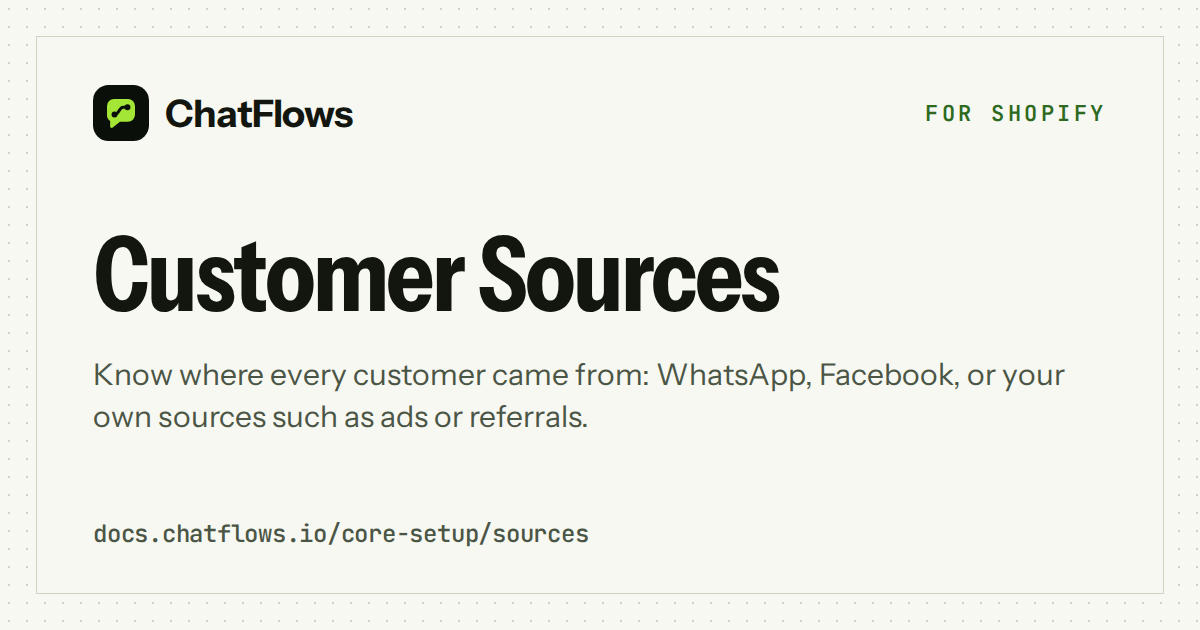 ChatFlows
FOR SHOPIFY
Customer Sources
Know where every customer came from: WhatsApp, Facebook, or your
own sources such as ads or referrals.
docs.chatflows.io/core-setup/sources